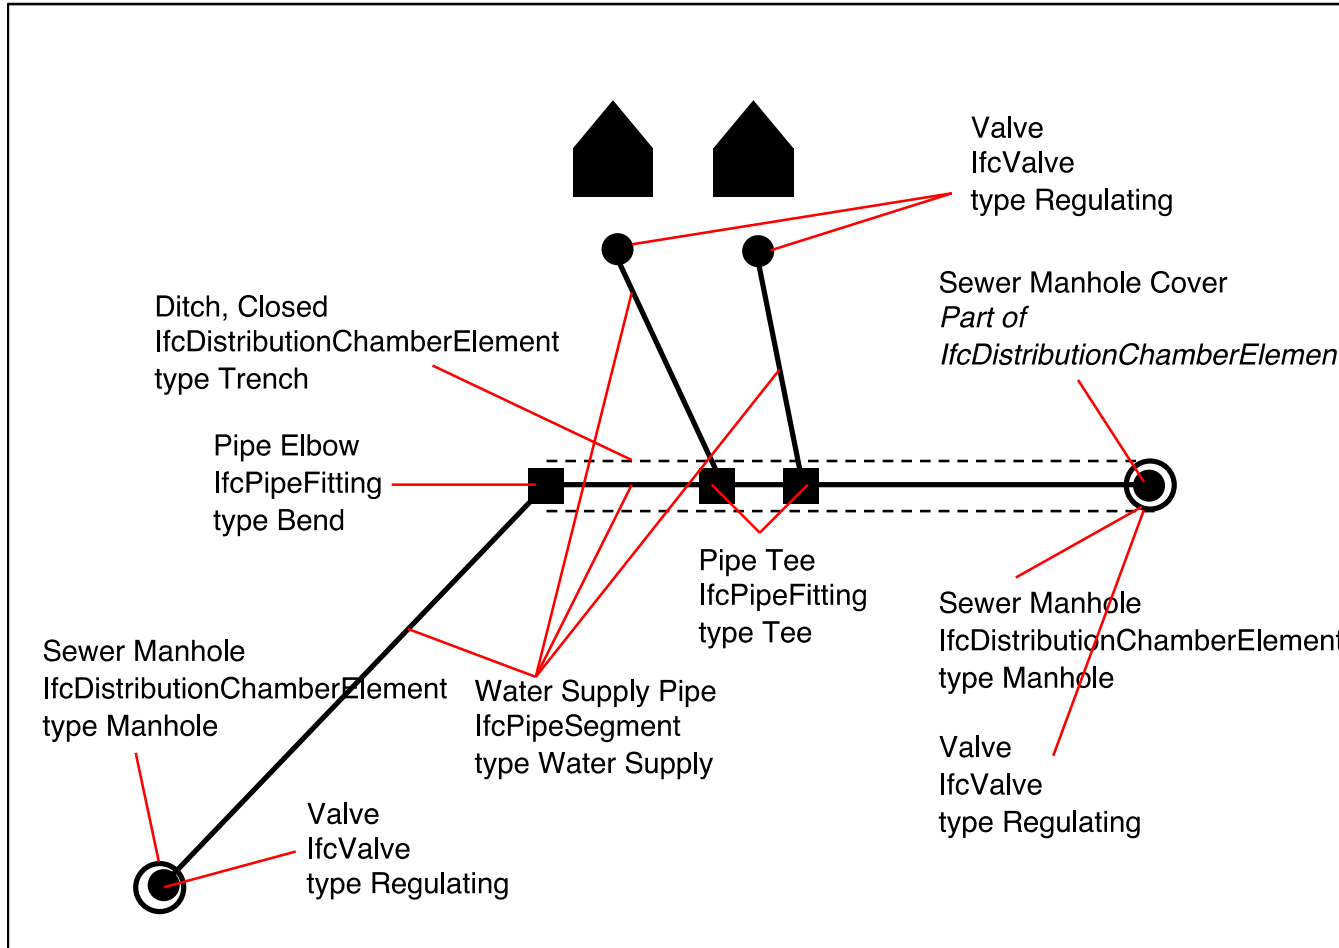 Valve
IfcValve
type Regulating
Ditch, Closed
IfcDistributionChamberElement
type Trench
Sewer Manhole Cover
Part of
IfcDistributionChamberElemen
Pipe Elbow
IfcPipeFitting
type Bend
Pipe Tee
IfcPipeFitting
type Tee
Sewer Manhole
IfcDistributionChamberElement
type Manhole
Sewer Manhole
IfcDistributionChamberElement
type Manhole
Water Supply Pipe
IfcPipeSegment
type Water Supply
Valve
IfcValve
type Regulating
Valve
IfcValve
type Regulating